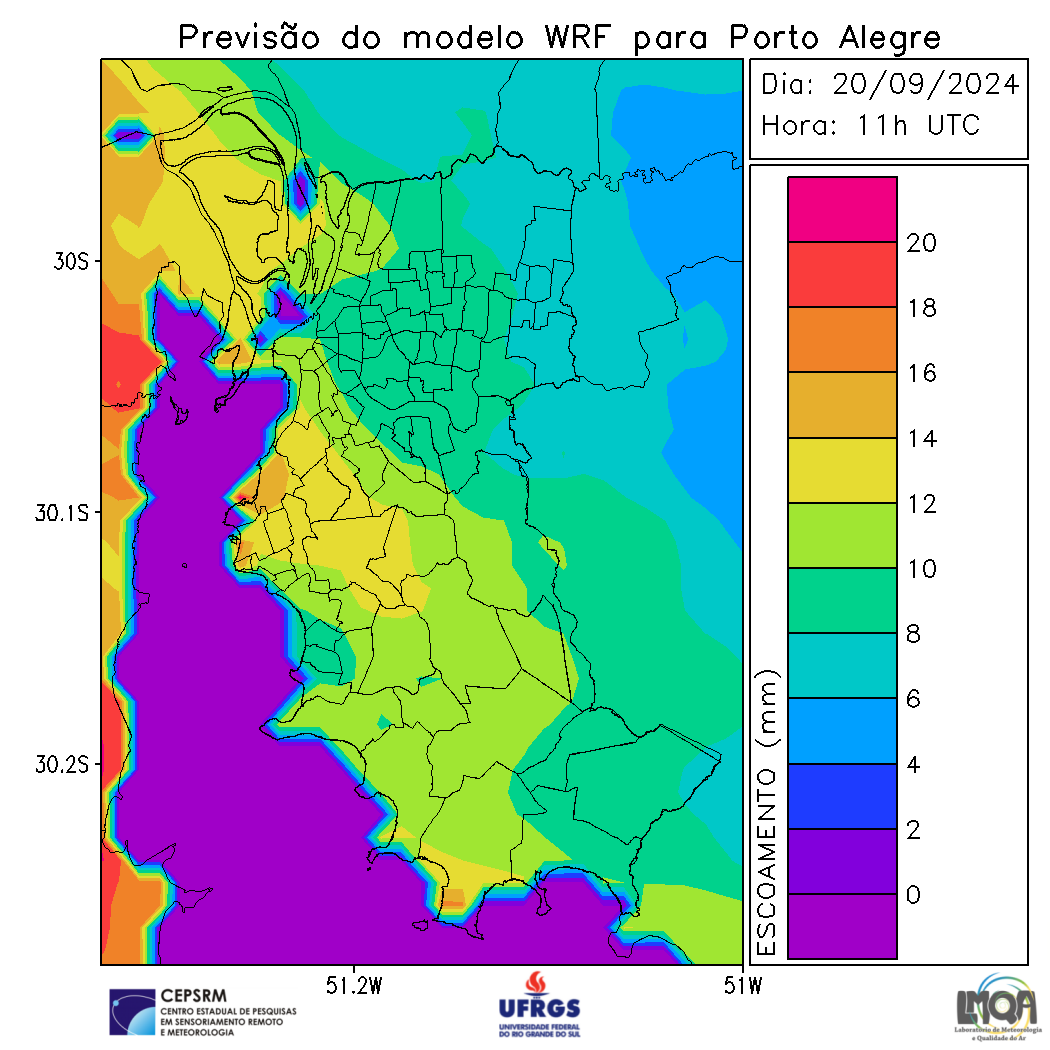 Previsão do modelo WRF para Porto Alegre
Dia: 20/09/2024
Hora: 11h UTC
30S
30.1S
30.2S
51.2W
51W
ESCOAMENTO (mm)
20
18
16
14
12
10
8
6
4
2
0
CEPSRM
CENTRO ESTADUAL DE PESQUISAS
EM SENSORIAMENTO REMOTO
E METEOROLOGIA
UFRGS
UNIVERSIDADE FEDERAL
DO RIO GRANDE DO SUL
LMQA
Laboratório de Meteorologia
e Qualidade do Ar